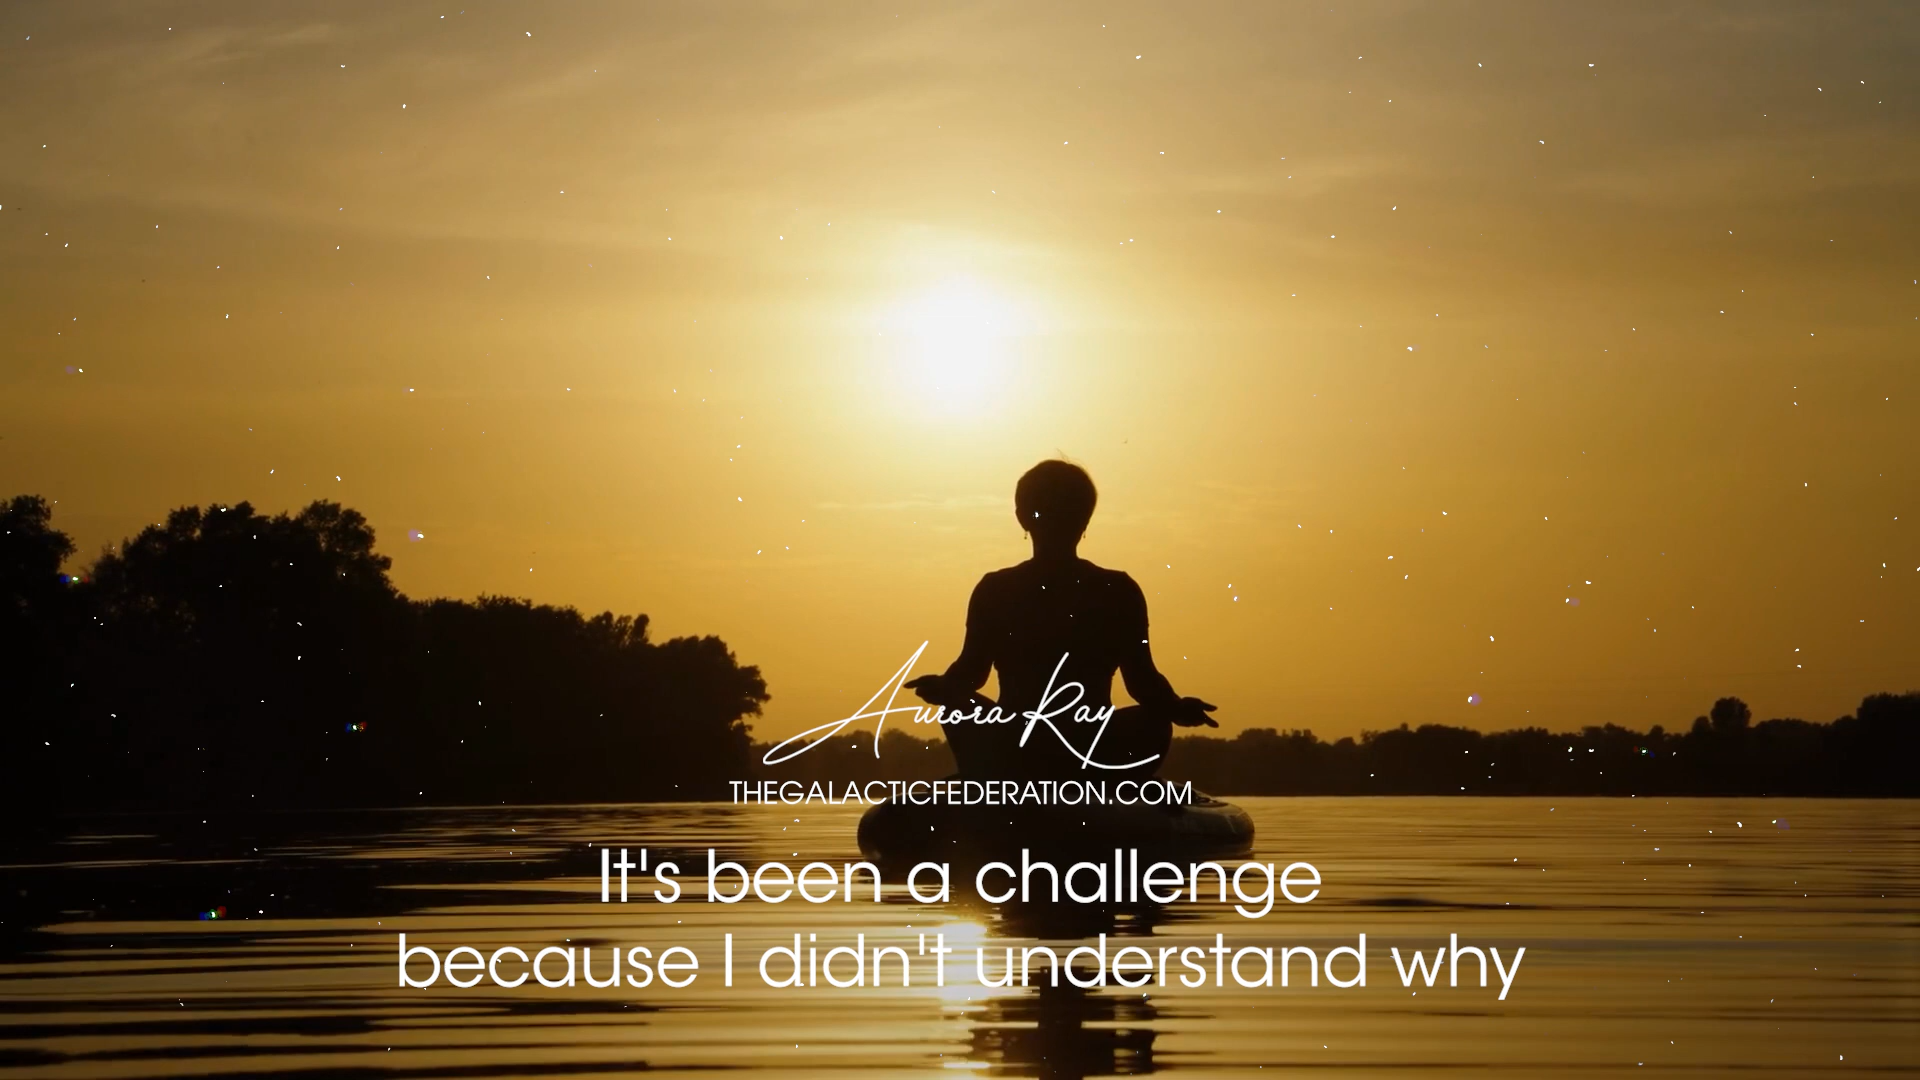 Aurora Ray
THEGALACTICFEDERATION.COM
It's been a challenge
because I didn't understand why